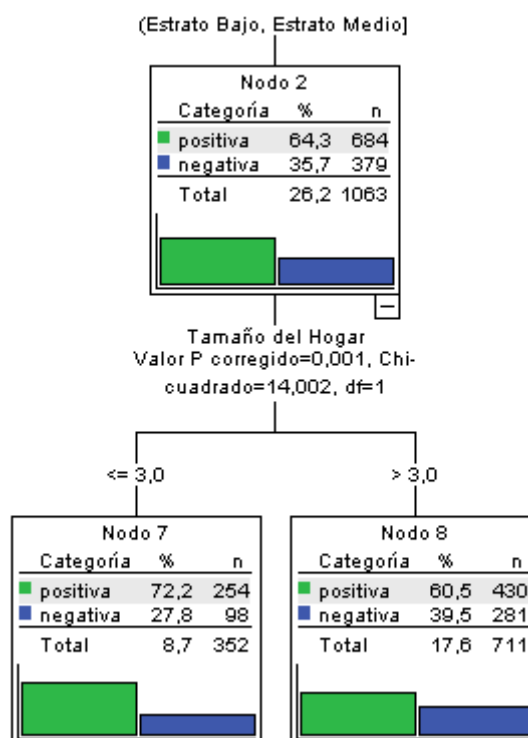 (Estrato Bajo, Estrato Medio]
Nodo 2
Categoría % n
positiva 64,3 684
negativa 35,7 379
Total 26,2 1063
Tamaño del Hogar
Valor P corregido=0,001, Chi-
cuadrado=14,002, df=1
<= 3,0
> 3,0
Nodo 7
Categoría % n
positiva 72,2 254
negativa 27,8 98
Total 8,7 352
Nodo 8
Categoría % n
positiva 60,5 430
negativa 39,5 281
Total 17,6 711